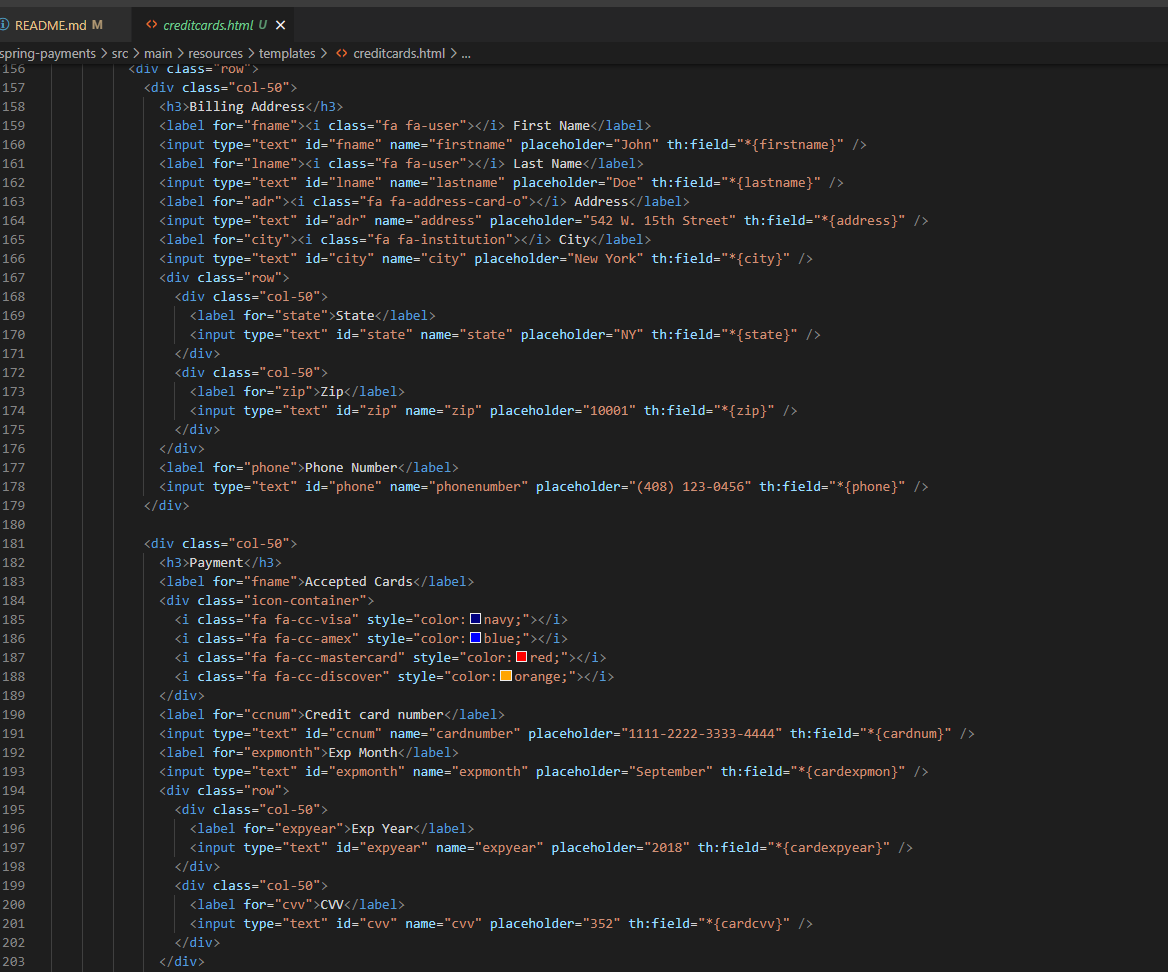 README.md M
creditcards.html U
spring-payments > src > main > resources > templates > creditcards.html > ...
156 <div class="row">
157 <div class="col-50">
158 <h3>Billing Address</h3>
159 <label for="fname"><i class="fa fa-user"></i> First Name</label>
160 <input type="text" id="fname" name="firstname" placeholder="John" th:field="*{firstname}" />
161 <label for="lname"><i class="fa fa-user"></i> Last Name</label>
162 <input type="text" id="lname" name="lastname" placeholder="Doe" th:field="*{lastname}" />
163 <label for="adr"><i class="fa fa-address-card-o"></i> Address</label>
164 <input type="text" id="adr" name="address" placeholder="542 W. 15th Street" th:field="*{address}" />
165 <label for="city"><i class="fa fa-institution"></i> City</label>
166 <input type="text" id="city" name="city" placeholder="New York" th:field="*{city}" />
167 <div class="row">
168 <div class="col-50">
169 <label for="state">State</label>
170 <input type="text" id="state" name="state" placeholder="NY" th:field="*{state}" />
171 </div>
172 <div class="col-50">
173 <label for="zip">Zip</label>
174 <input type="text" id="zip" name="zip" placeholder="10001" th:field="*{zip}" />
175 </div>
176 </div>
177 <label for="phone">Phone Number</label>
178 <input type="text" id="phone" name="phonenumber" placeholder="(408) 123-0456" th:field="*{phone}" />
179 </div>
180
181 <div class="col-50">
182 <h3>Payment</h3>
183 <label for="fname">Accepted Cards</label>
184 <div class="icon-container">
185 <i class="fa fa-cc-visa" style="color:navy;"></i>
186 <i class="fa fa-cc-amex" style="color:blue;"></i>
187 <i class="fa fa-cc-mastercard" style="color:red;"></i>
188 <i class="fa fa-cc-discover" style="color:orange;"></i>
189 </div>
190 <label for="ccnum">Credit card number</label>
191 <input type="text" id="ccnum" name="cardnumber" placeholder="1111-2222-3333-4444" th:field="*{cardnum}" />
192 <label for="expmonth">Exp Month</label>
193 <input type="text" id="expmonth" name="expmonth" placeholder="September" th:field="*{cardexpmon}" />
194 <div class="row">
195 <div class="col-50">
196 <label for="expyear">Exp Year</label>
197 <input type="text" id="expyear" name="expyear" placeholder="2018" th:field="*{cardexpyear}" />
198 </div>
199 <div class="col-50">
200 <label for="cvv">CVV</label>
201 <input type="text" id="cvv" name="cvv" placeholder="352" th:field="*{cardcvv}" />
202 </div>
203 </div>